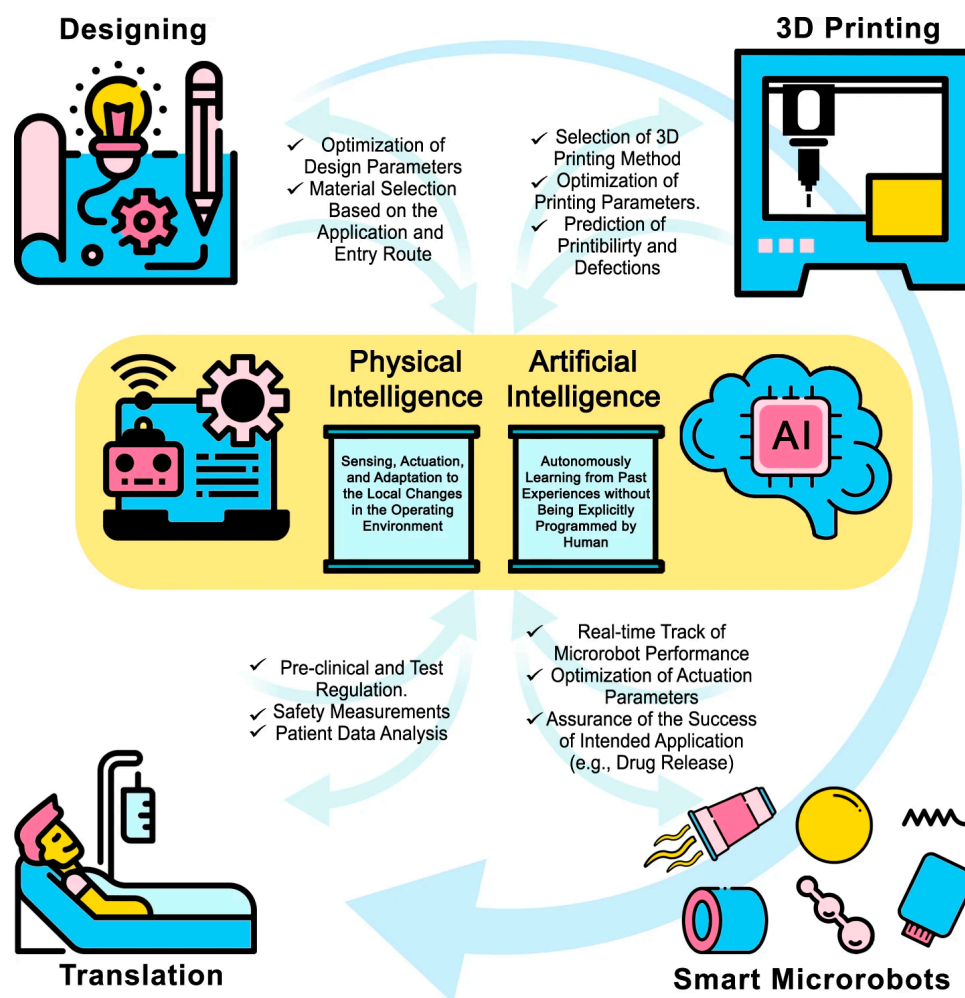 Designing
3D Printing
✓ Optimization of
Design Parameters
✓ Material Selection
Based on the
Application and
Entry Route
✓ Selection of 3D
Printing Method
✓ Optimization of
Printing Parameters.
✓ Prediction of
Printibilirty and
Defections
Physical
Intelligence
Sensing, Actuation,
and Adaptation to
the Local Changes
in the Operating
Environment
Artificial
Intelligence
Autonomously
Learning from Past
Experiences without
Being Explicitly
Programmed by
Human
AI
✓ Pre-clinical and Test
Regulation.
✓ Safety Measurements
✓ Patient Data Analysis
✓ Real-time Track of
Microrobot Performance
✓ Optimization of Actuation
Parameters
✓ Assurance of the Success
of Intended Application
(e.g., Drug Release)
Translation
Smart Microrobots